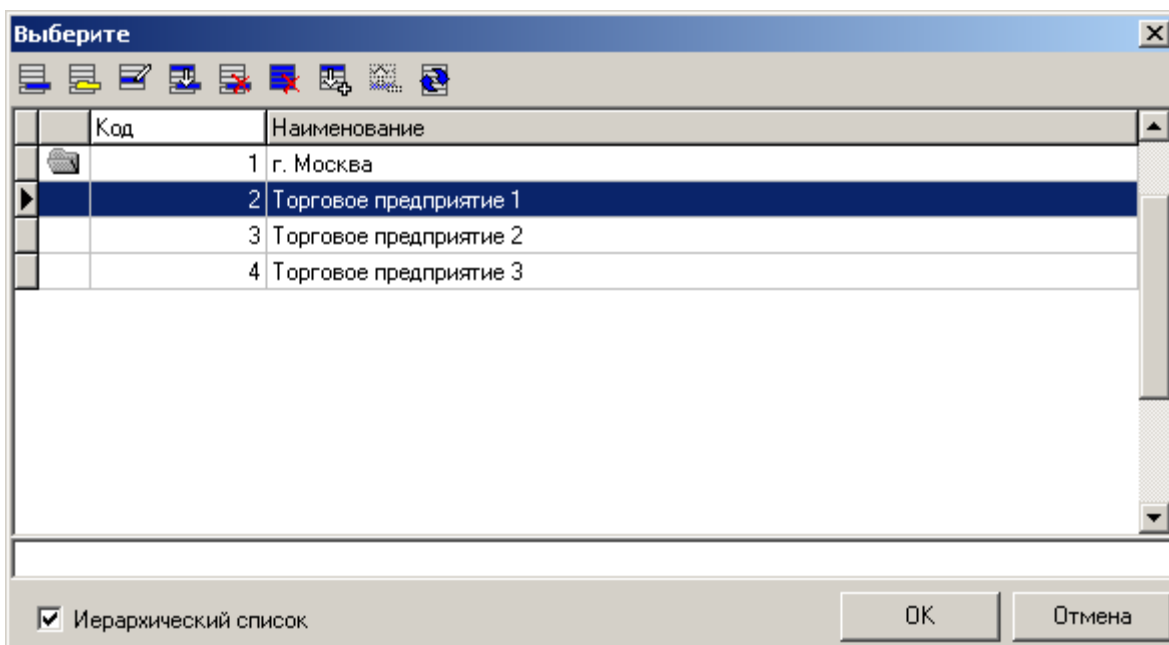 Выберите
Код Наименование
1 г. Москва
2 Торговое предприятие 1
3 Торговое предприятие 2
4 Торговое предприятие 3
Иерархический список OK Отмена